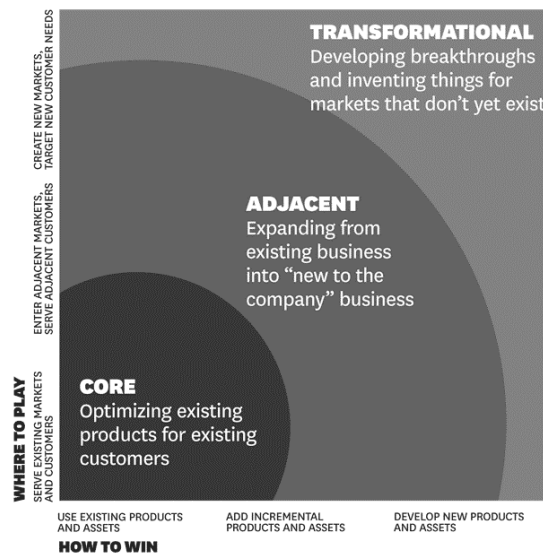 TRANSFORMATIONAL
Developing breakthroughs
and inventing things for
markets that don't yet exist
ADJACENT
Expanding from
existing business
into “new to the
company” business
CORE
Optimizing existing
products for existing
customers
WHERE TO PLAY
CREATE NEW MARKETS,
TARGET NEW CUSTOMER NEEDS
ENTER ADJACENT MARKETS,
SERVE ADJACENT CUSTOMERS
SERVE EXISTING MARKETS
AND CUSTOMERS
USE EXISTING PRODUCTS
AND ASSETS
ADD INCREMENTAL
PRODUCTS AND ASSETS
DEVELOP NEW PRODUCTS
AND ASSETS
HOW TO WIN